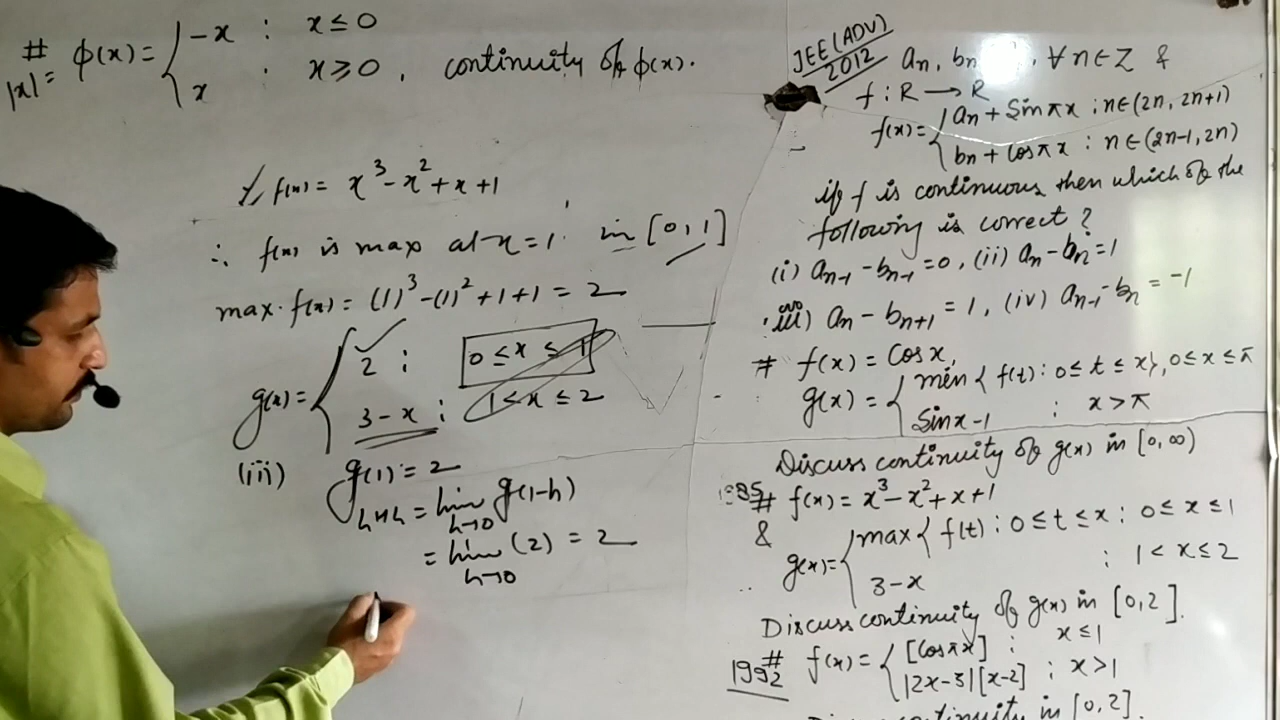 # φ(x) = { -x : x ≤ 0
|x| = x : x ≥ 0, continuity of φ(x).
f(x) = x³ - x² + x + 1
∴ f(x) is max at x = 1. in [0, 1]
max. f(x) = (1)³ - (1)² + 1 + 1 = 2
g(x) = { 2 ; 0 ≤ x ≤ 1
3 - x ; 1 < x ≤ 2
(iii) g(1) = 2
= lim g(1-h)
h→0
= lim (2) = 2
h→0
JEE (ADV)
2012
an, bn , ∀ n ∈ Z &
f : R → R
f(x) = { an + Sin πx ; n ∈ (2n, 2n+1)
bn + Cos πx : n ∈ (2n-1, 2n)
if f is continuous then which of the
following is correct?
(i) an-1 - bn-1 = 0, (ii) an - bn = 1
(iii) an - bn+1 = 1, (iv) an-1 - bn = -1
# f(x) = Cos x,
g(x) = { min { f(t) : 0 ≤ t ≤ x}, 0 ≤ x ≤ π
Sin x - 1 : x > π
Discuss continuity of g(x) in [0, ∞)
# f(x) = x³ - x² + x + 1
&
g(x) = { max { f(t) : 0 ≤ t ≤ x : 0 ≤ x ≤ 1
3 - x : 1 < x ≤ 2
Discuss continuity of g(x) in [0, 2].
1992 # f(x) = { [Cos πx] : x ≤ 1
|2x-3|[x-2] ; x > 1
continuity in [0, 2].